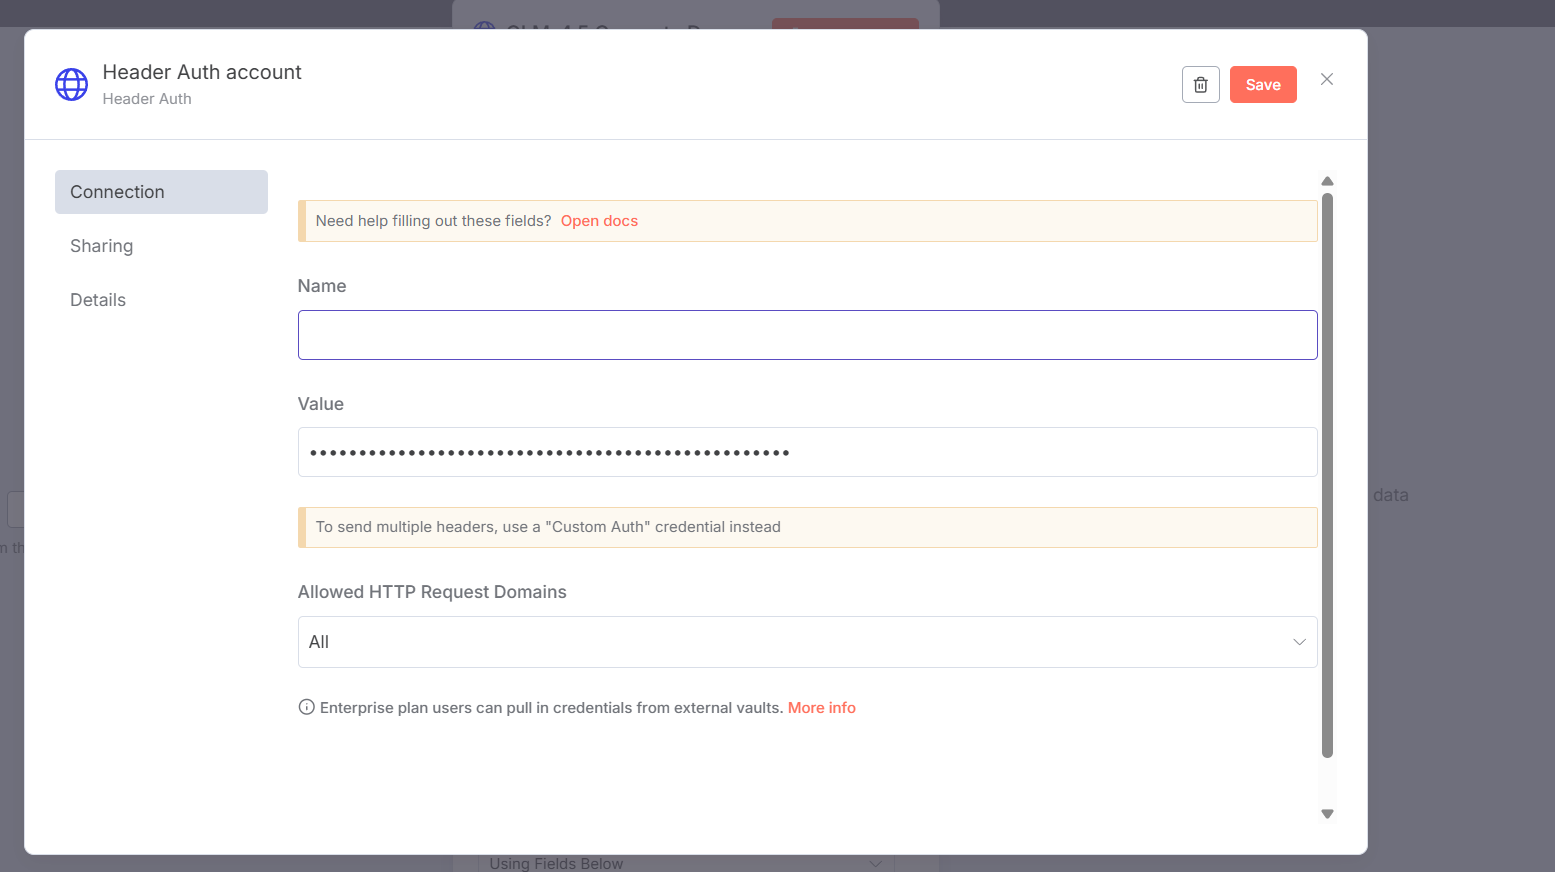 Header Auth account
Header Auth
Save
Connection
Sharing
Details
Need help filling out these fields? Open docs
Name
Value
To send multiple headers, use a "Custom Auth" credential instead
Allowed HTTP Request Domains
All
Enterprise plan users can pull in credentials from external vaults. More info
data
Using Fields Below